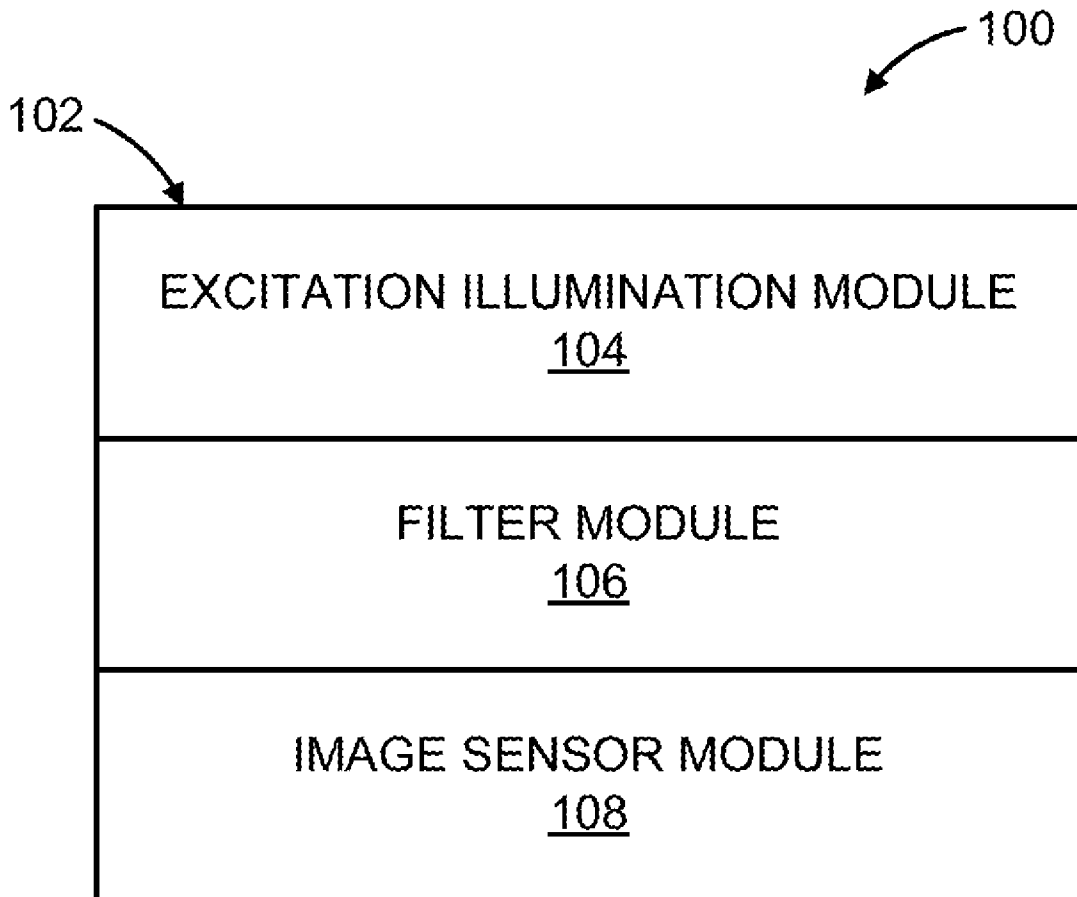 100
102
EXCITATION ILLUMINATION MODULE
104
FILTER MODULE
106
IMAGE SENSOR MODULE
108